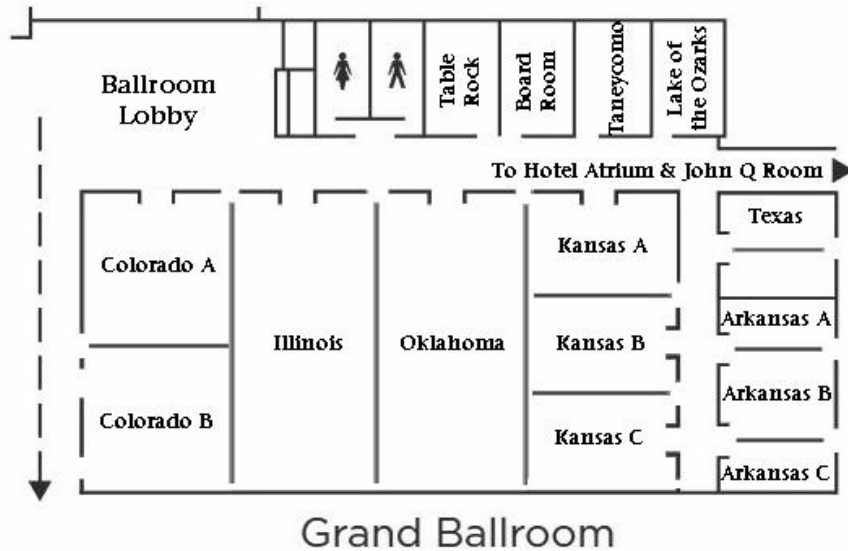 Ballroom
Lobby
Table
Rock
Board
Room
Taneycomo
Lake of
the Ozarks
To Hotel Atrium & John Q Room
Colorado A
Colorado B
Illinois
Oklahoma
Kansas A
Kansas B
Kansas C
Texas
Arkansas A
Arkansas B
Arkansas C
Grand Ballroom